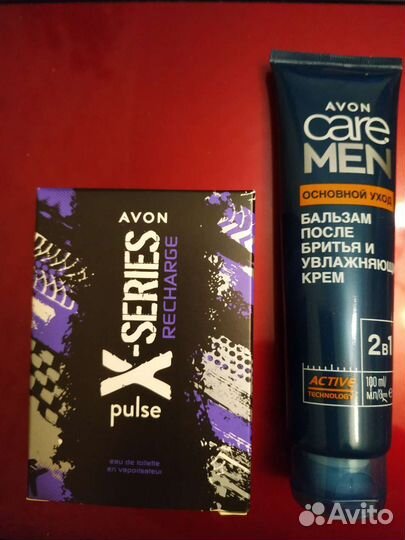 AVON
X-SERIES
RECHARGE
pulse
eau de toilette
en vaporisateur
AVON
care
MEN
ОСНОВНОЙ УХОД
БАЛЬЗАМ
ПОСЛЕ
БРИТЬЯ И
УВЛАЖНЯЮЩ
КРЕМ
2 в 1
ACTIVE
TECHNOLOGY
100 ml/
Avito